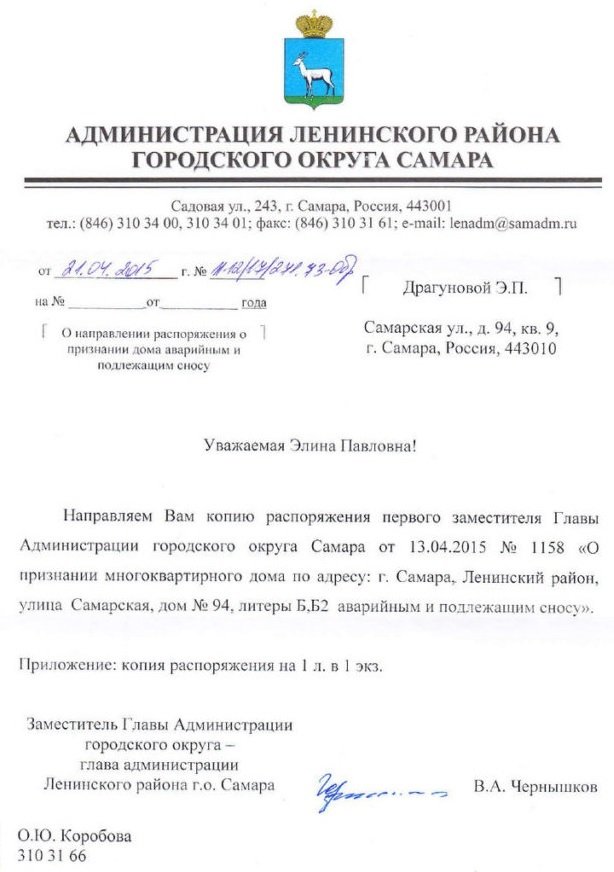 АДМИНИСТРАЦИЯ ЛЕНИНСКОГО РАЙОНА
ГОРОДСКОГО ОКРУГА САМАРА
Садовая ул., 243, г. Самара, Россия, 443001
тел.: (846) 310 34 00, 310 34 01; факс: (846) 310 31 61; e-mail: lenadm@samadm.ru
от 21.04.2015 г. №
на № __________от___________ года
О направлении распоряжения о
признании дома аварийным и
подлежащим сносу
Драгуновой Э.П.
Самарская ул., д. 94, кв. 9,
г. Самара, Россия, 443010
Уважаемая Элина Павловна!
Направляем Вам копию распоряжения первого заместителя Главы
Администрации городского округа Самара от 13.04.2015 № 1158 «О
признании многоквартирного дома по адресу: г. Самара, Ленинский район,
улица Самарская, дом № 94, литеры Б,Б2 аварийным и подлежащим сносу».
Приложение: копия распоряжения на 1 л. в 1 экз.
Заместитель Главы Администрации
городского округа –
глава администрации
Ленинского района г.о. Самара
В.А. Чернышков
О.Ю. Коробова
310 31 66